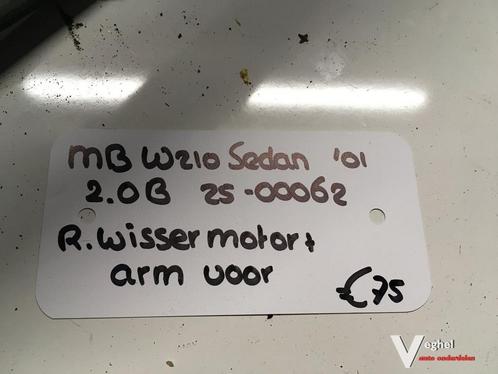 MB W210 Sedan '01
2.0B 25-00062
R. Wissermotor +
arm voor
€75
Veghel
auto onderdelen